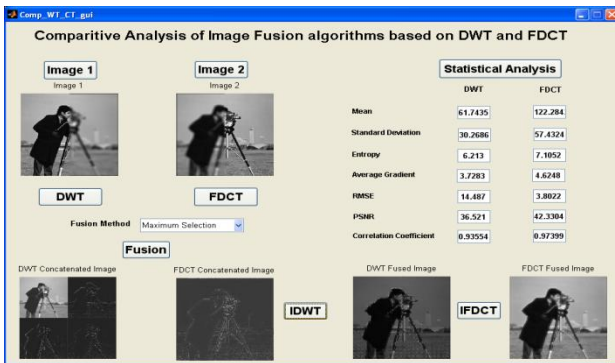 Comp_WT_CT_gui
Comparitive Analysis of Image Fusion algorithms based on DWT and FDCT
Image 1
Image 2
Image 1
Image 2
DWT
FDCT
Fusion Method
Maximum Selection
Fusion
DWT Concatenated Image
FDCT Concatenated Image
IDWT
Statistical Analysis
DWT
FDCT
Mean
61.7435
122.284
Standard Deviation
30.2686
57.4324
Entropy
6.213
7.1052
Average Gradient
3.7283
4.6248
RMSE
14.487
3.8022
PSNR
36.521
42.3304
Correlation Coefficient
0.93554
0.97399
DWT Fused Image
FDCT Fused Image
IFDCT